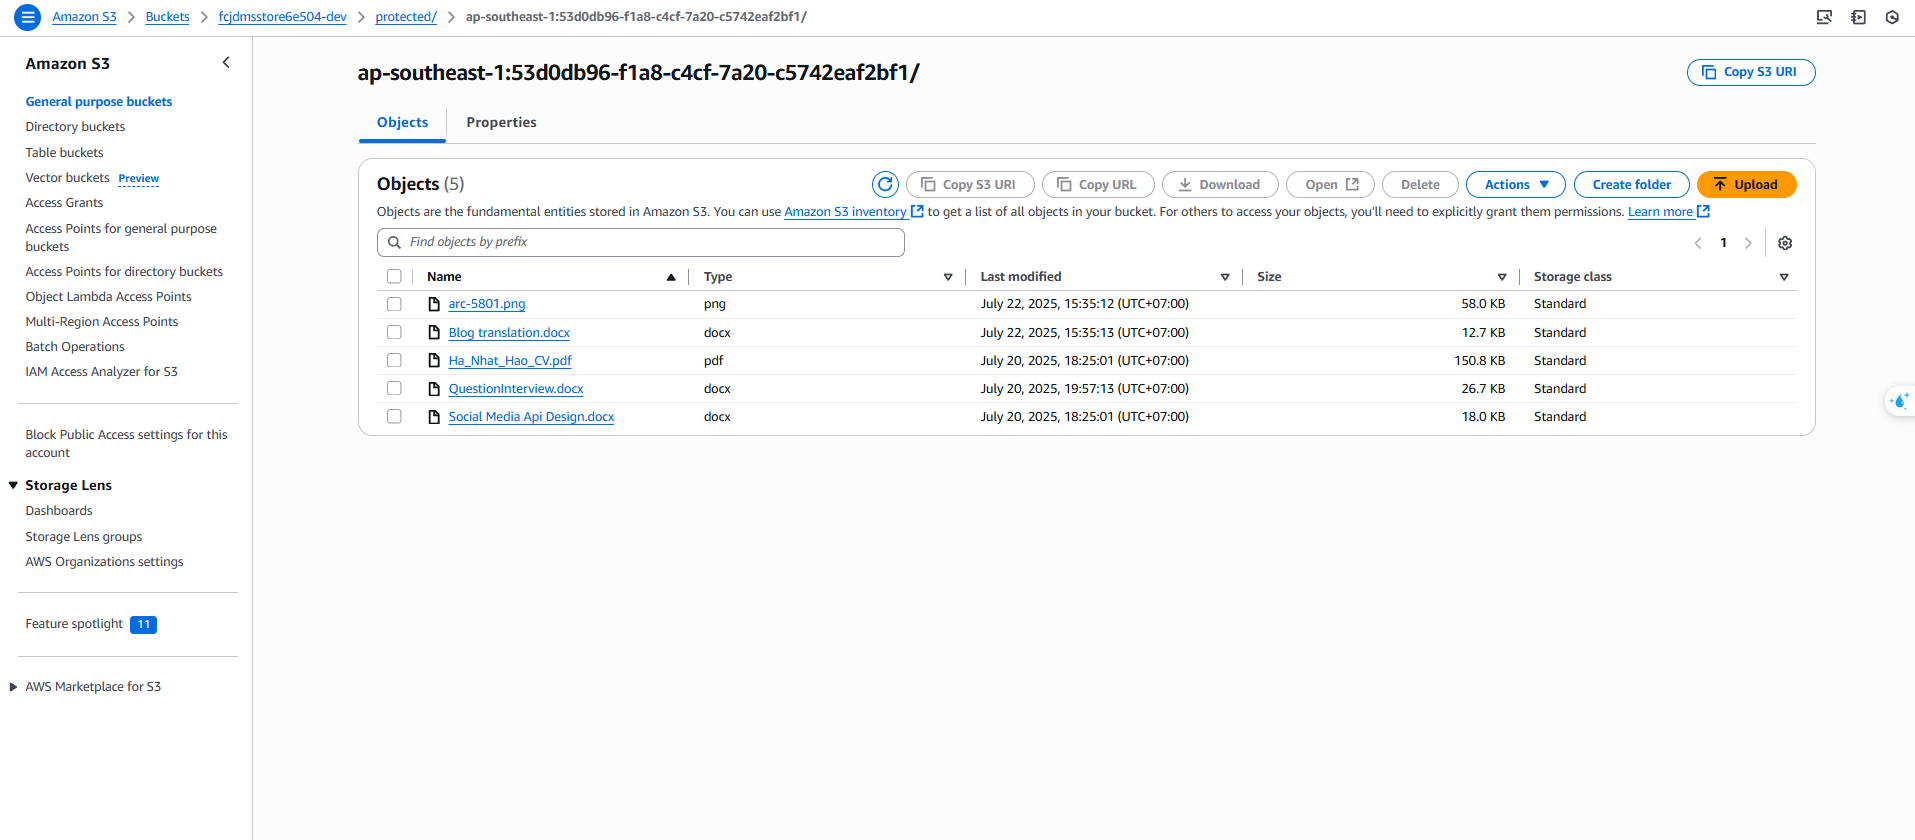 Amazon S3 > Buckets > fcjdmsstore6e504-dev > protected/ > ap-southeast-1:53d0db96-f1a8-c4cf-7a20-c5742eaf2bf1/
Amazon S3
General purpose buckets
Directory buckets
Table buckets
Vector buckets Preview
Access Grants
Access Points for general purpose
buckets
Access Points for directory buckets
Object Lambda Access Points
Multi-Region Access Points
Batch Operations
IAM Access Analyzer for S3
Block Public Access settings for this
account
Storage Lens
Dashboards
Storage Lens groups
AWS Organizations settings
Feature spotlight 11
AWS Marketplace for S3
ap-southeast-1:53d0db96-f1a8-c4cf-7a20-c5742eaf2bf1/
Copy S3 URI
Objects Properties
Objects (5) Copy S3 URI Copy URL Download Open Delete Actions Create folder Upload
Objects are the fundamental entities stored in Amazon S3. You can use Amazon S3 inventory to get a list of all objects in your bucket. For others to access your objects, you'll need to explicitly grant them permissions. Learn more
Find objects by prefix
1
Name Type Last modified Size Storage class
arc-5801.png png July 22, 2025, 15:35:12 (UTC+07:00) 58.0 KB Standard
Blog translation.docx docx July 22, 2025, 15:35:13 (UTC+07:00) 12.7 KB Standard
Ha_Nhat_Hao_CV.pdf pdf July 20, 2025, 18:25:01 (UTC+07:00) 150.8 KB Standard
QuestionInterview.docx docx July 20, 2025, 19:57:13 (UTC+07:00) 26.7 KB Standard
Social Media Api Design.docx docx July 20, 2025, 18:25:01 (UTC+07:00) 18.0 KB Standard